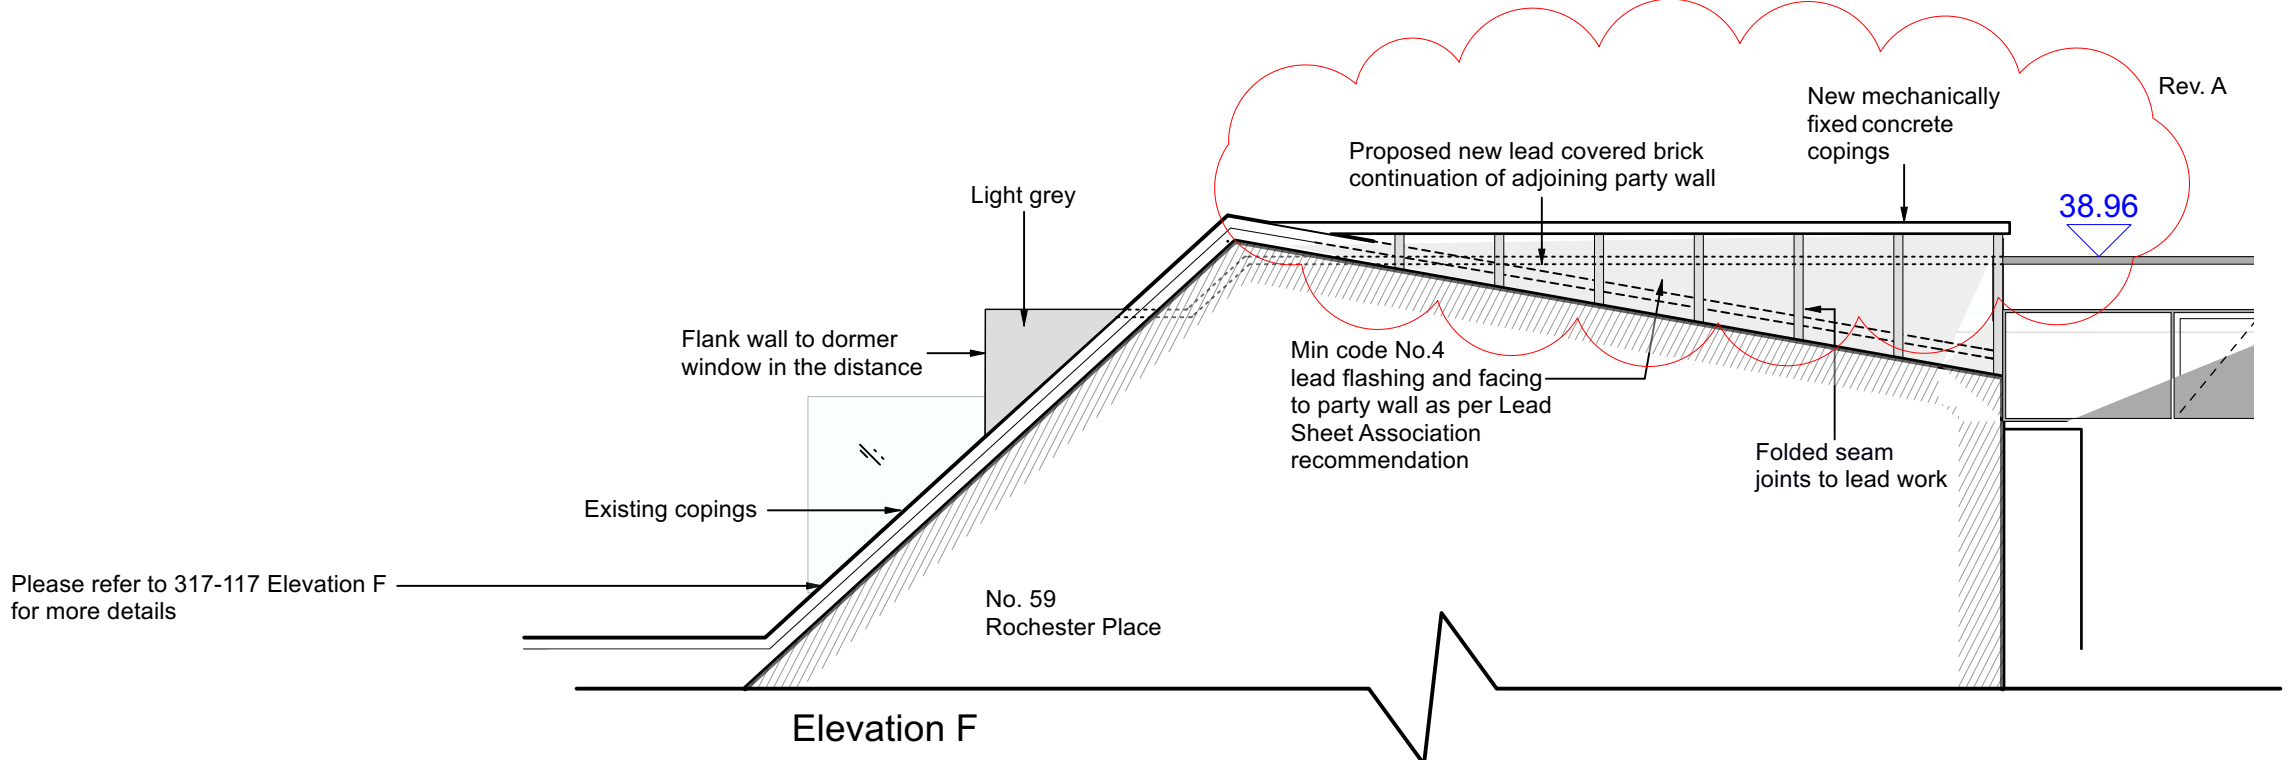 Rev. A
New mechanically
fixed concrete
copings
Proposed new lead covered brick
continuation of adjoining party wall
Light grey
38.96
Flank wall to dormer
window in the distance
Min code No.4
lead flashing and facing
to party wall as per Lead
Sheet Association
recommendation
Folded seam
joints to lead work
Existing copings
Please refer to 317-117 Elevation F
for more details
No. 59
Rochester Place
Elevation F